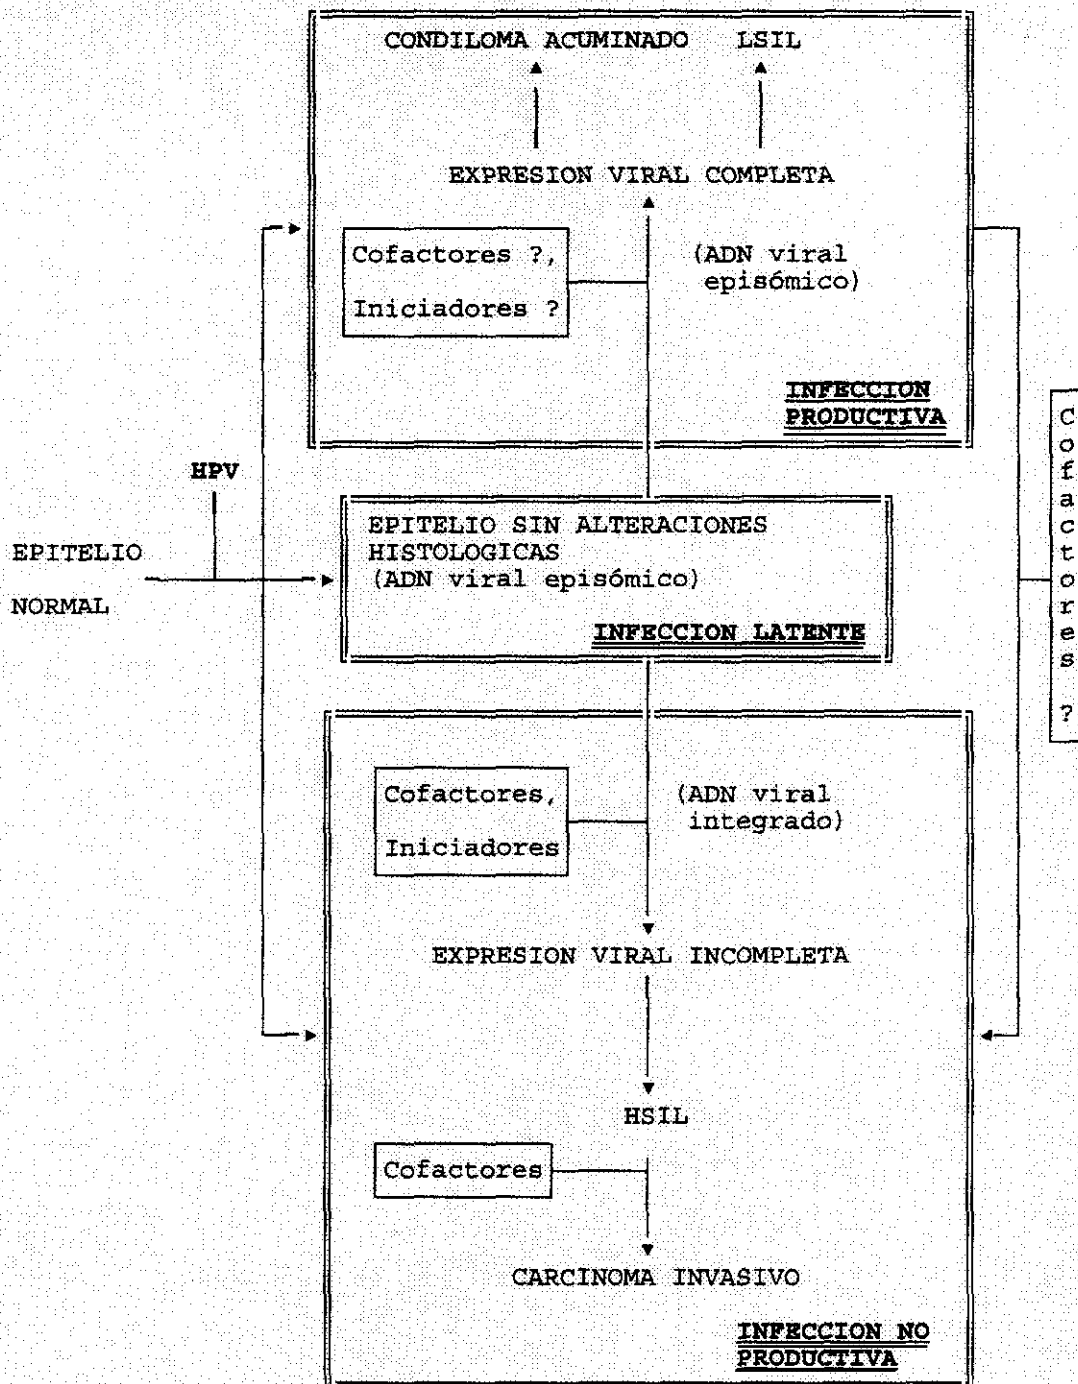 CONDILOMA ACUMINADO LSIL
EXPRESION VIRAL COMPLETA
Cofactores ?,
Iniciadores ?
(ADN viral
episómico)
INFECCION
PRODUCTIVA
HPV
EPITELIO
NORMAL
EPITELIO SIN ALTERACIONES
HISTOLOGICAS
(ADN viral episómico)
INFECCION LATENTE
Cofactores ?
Cofactores,
Iniciadores
(ADN viral
integrado)
EXPRESION VIRAL INCOMPLETA
HSIL
Cofactores
CARCINOMA INVASIVO
INFECCION NO
PRODUCTIVA